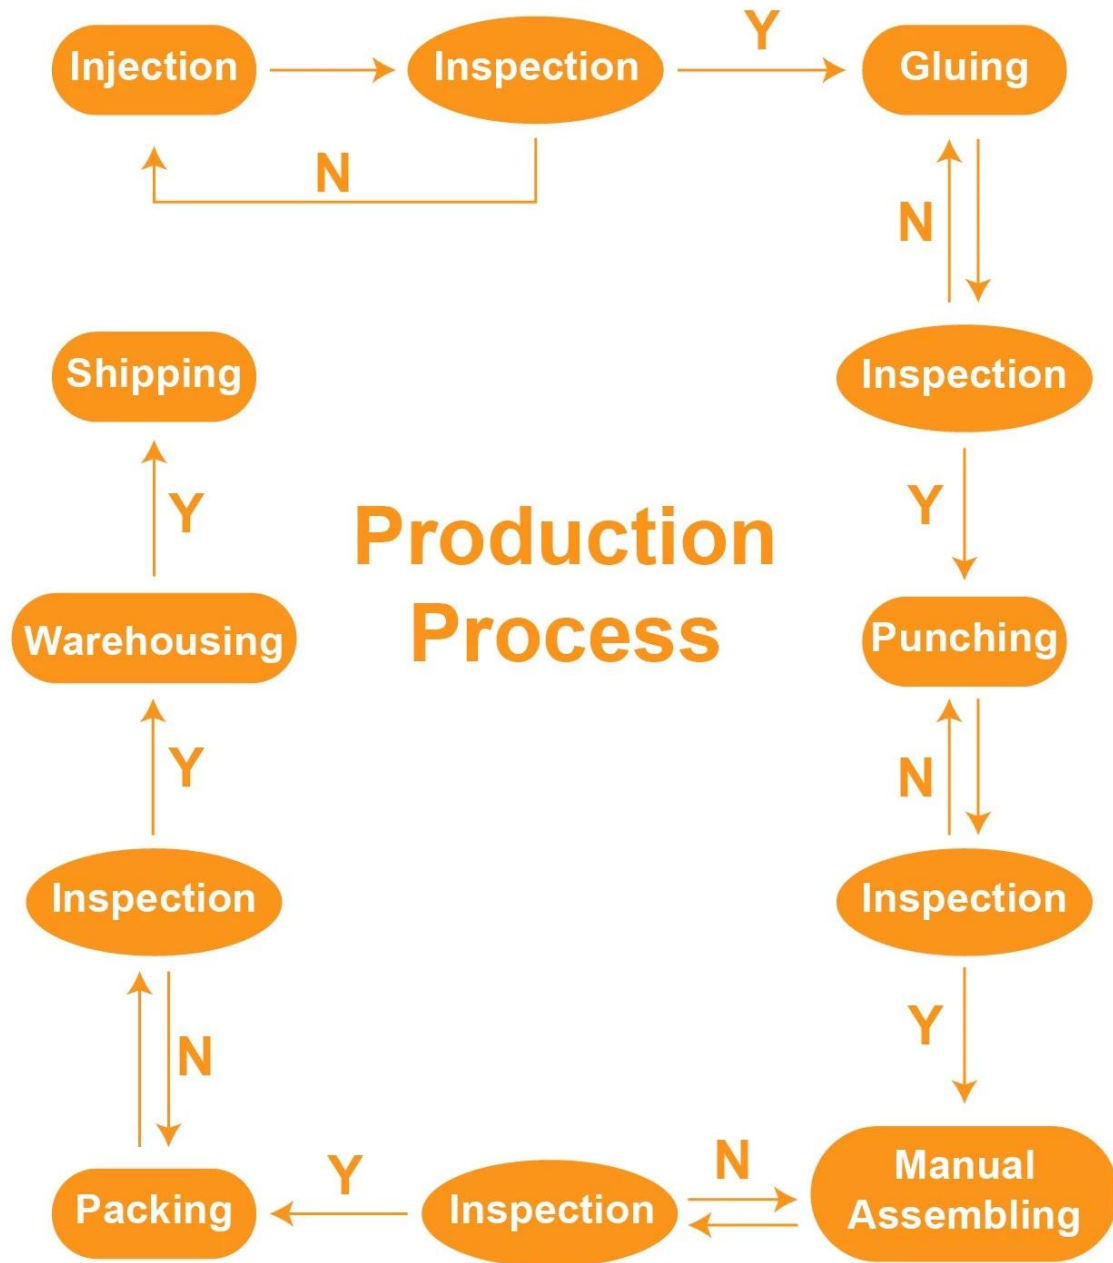 Injection
Inspection
Y
Gluing
N
N
Inspection
Y
Punching
N
Inspection
Y
Manual
Assembling
N
Inspection
Y
Packing
N
Inspection
Y
Warehousing
Y
Shipping
Production
Process